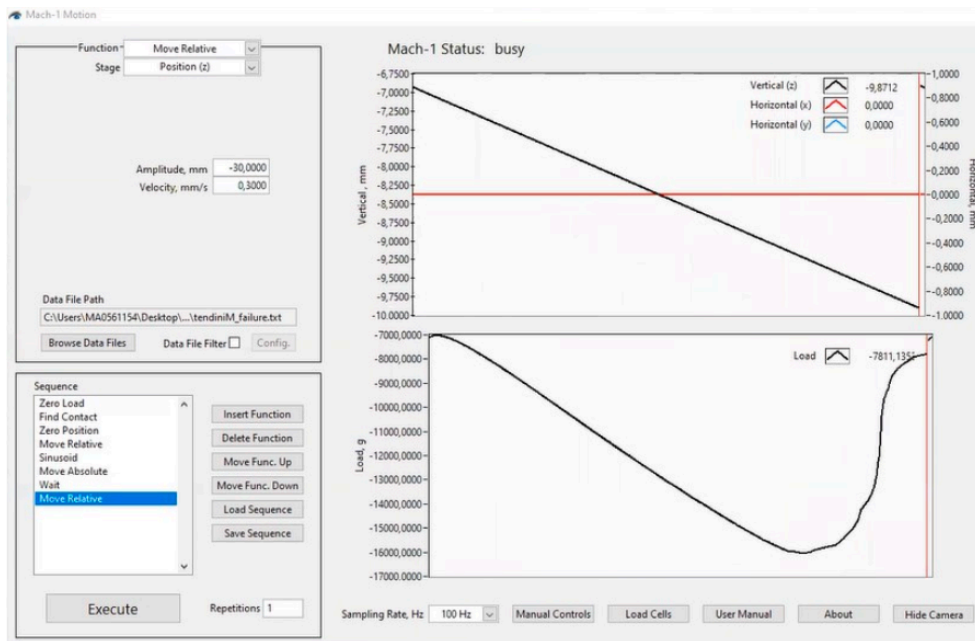 Mach-1 Motion
Function Move Relative
Stage Position (z)
Amplitude, mm -30,0000
Velocity, mm/s 0,3000
Data File Path
C:\Users\MA0561154\Desktop\...\tendiniM_failure.txt
Browse Data Files Data File Filter Config.
Sequence
Zero Load
Find Contact
Zero Position
Move Relative
Sinusoid
Move Absolute
Wait
Move Relative
Insert Function
Delete Function
Move Func. Up
Move Func. Down
Load Sequence
Save Sequence
Execute Repetitions 1
Mach-1 Status: busy
Vertical (z) -9,8712
Horizontal (x) 0,0000
Horizontal (y) 0,0000
Vertical , mm
-6,7500
-7,0000
-7,5000
-7,7500
-8,0000
-8,2500
-8,5000
-8,7500
-9,0000
-9,2500
-9,5000
-9,7500
-10.0000
1,0000
0,8000
0,6000
0,4000
0,2000
0,0000
-0,2000
-0,4000
-0,6000
-0,8000
-1.0000
Horizontal, mm
Load -7811,135
Load, g
-7000,0000
-8000,0000
-9000,0000
-10000,0000
-11000,0000
-12000,0000
-13000,0000
-14000,0000
-15000,0000
-16000,0000
-17000.0000
Sampling Rate, Hz 100 Hz Manual Controls Load Cells User Manual About Hide Camera